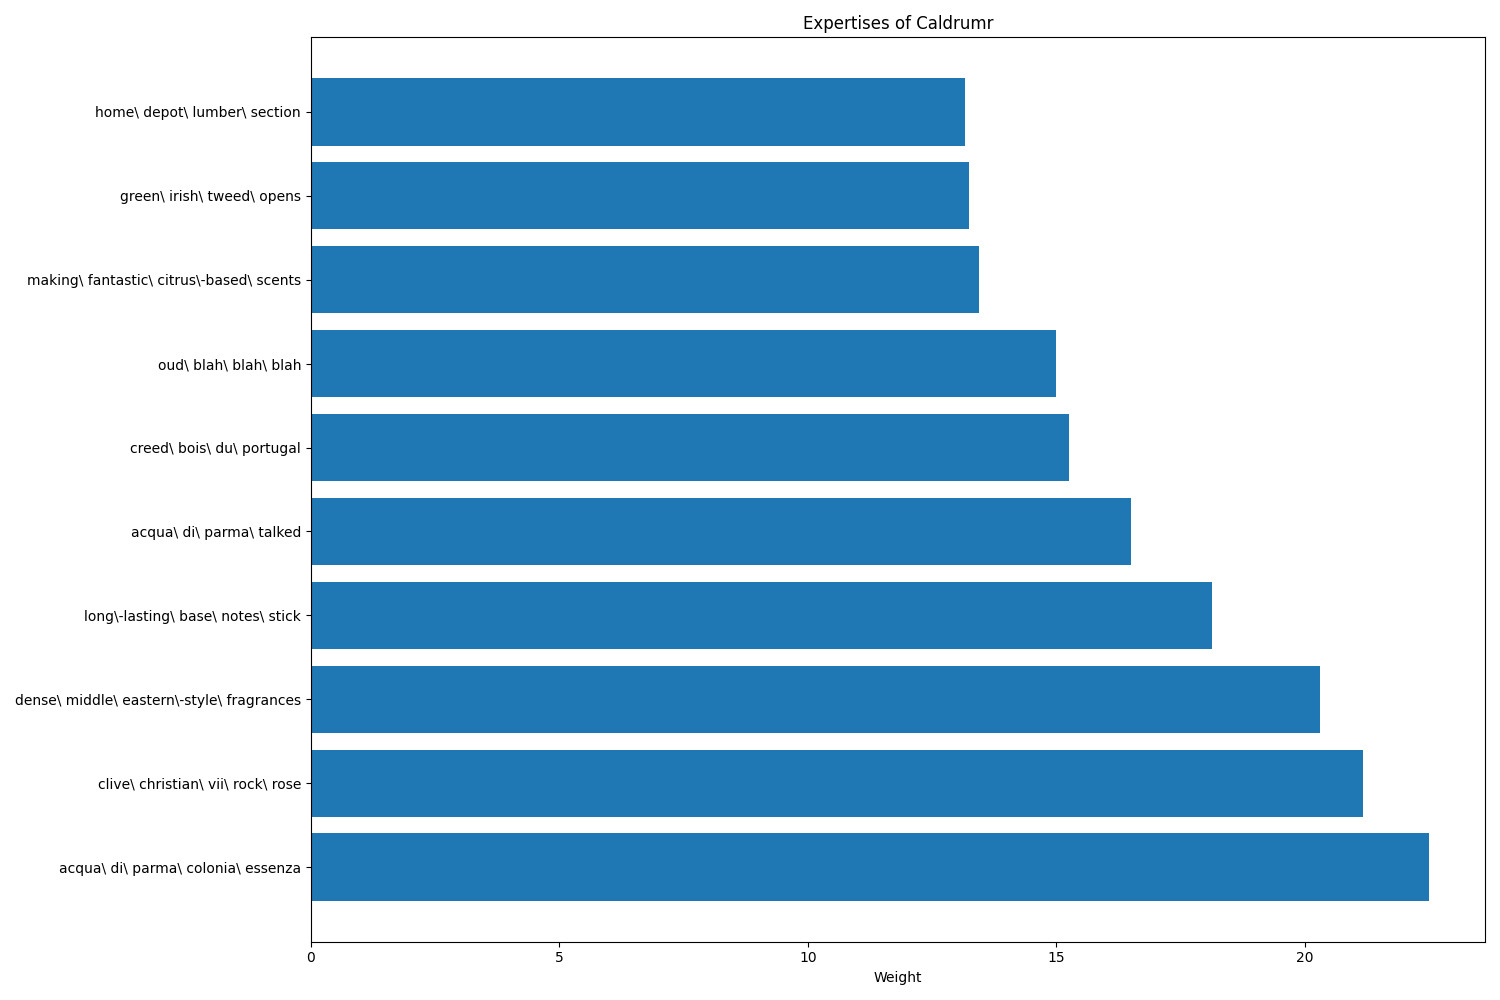 Expertises of Caldrumr
home\ depot\ lumber\ section
green\ irish\ tweed\ opens
making\ fantastic\ citrus\-based\ scents
oud\ blah\ blah\ blah
creed\ bois\ du\ portugal
acqua\ di\ parma\ talked
long\-lasting\ base\ notes\ stick
dense\ middle\ eastern\-style\ fragrances
clive\ christian\ vii\ rock\ rose
acqua\ di\ parma\ colonia\ essenza
0 5 10 15 20
Weight